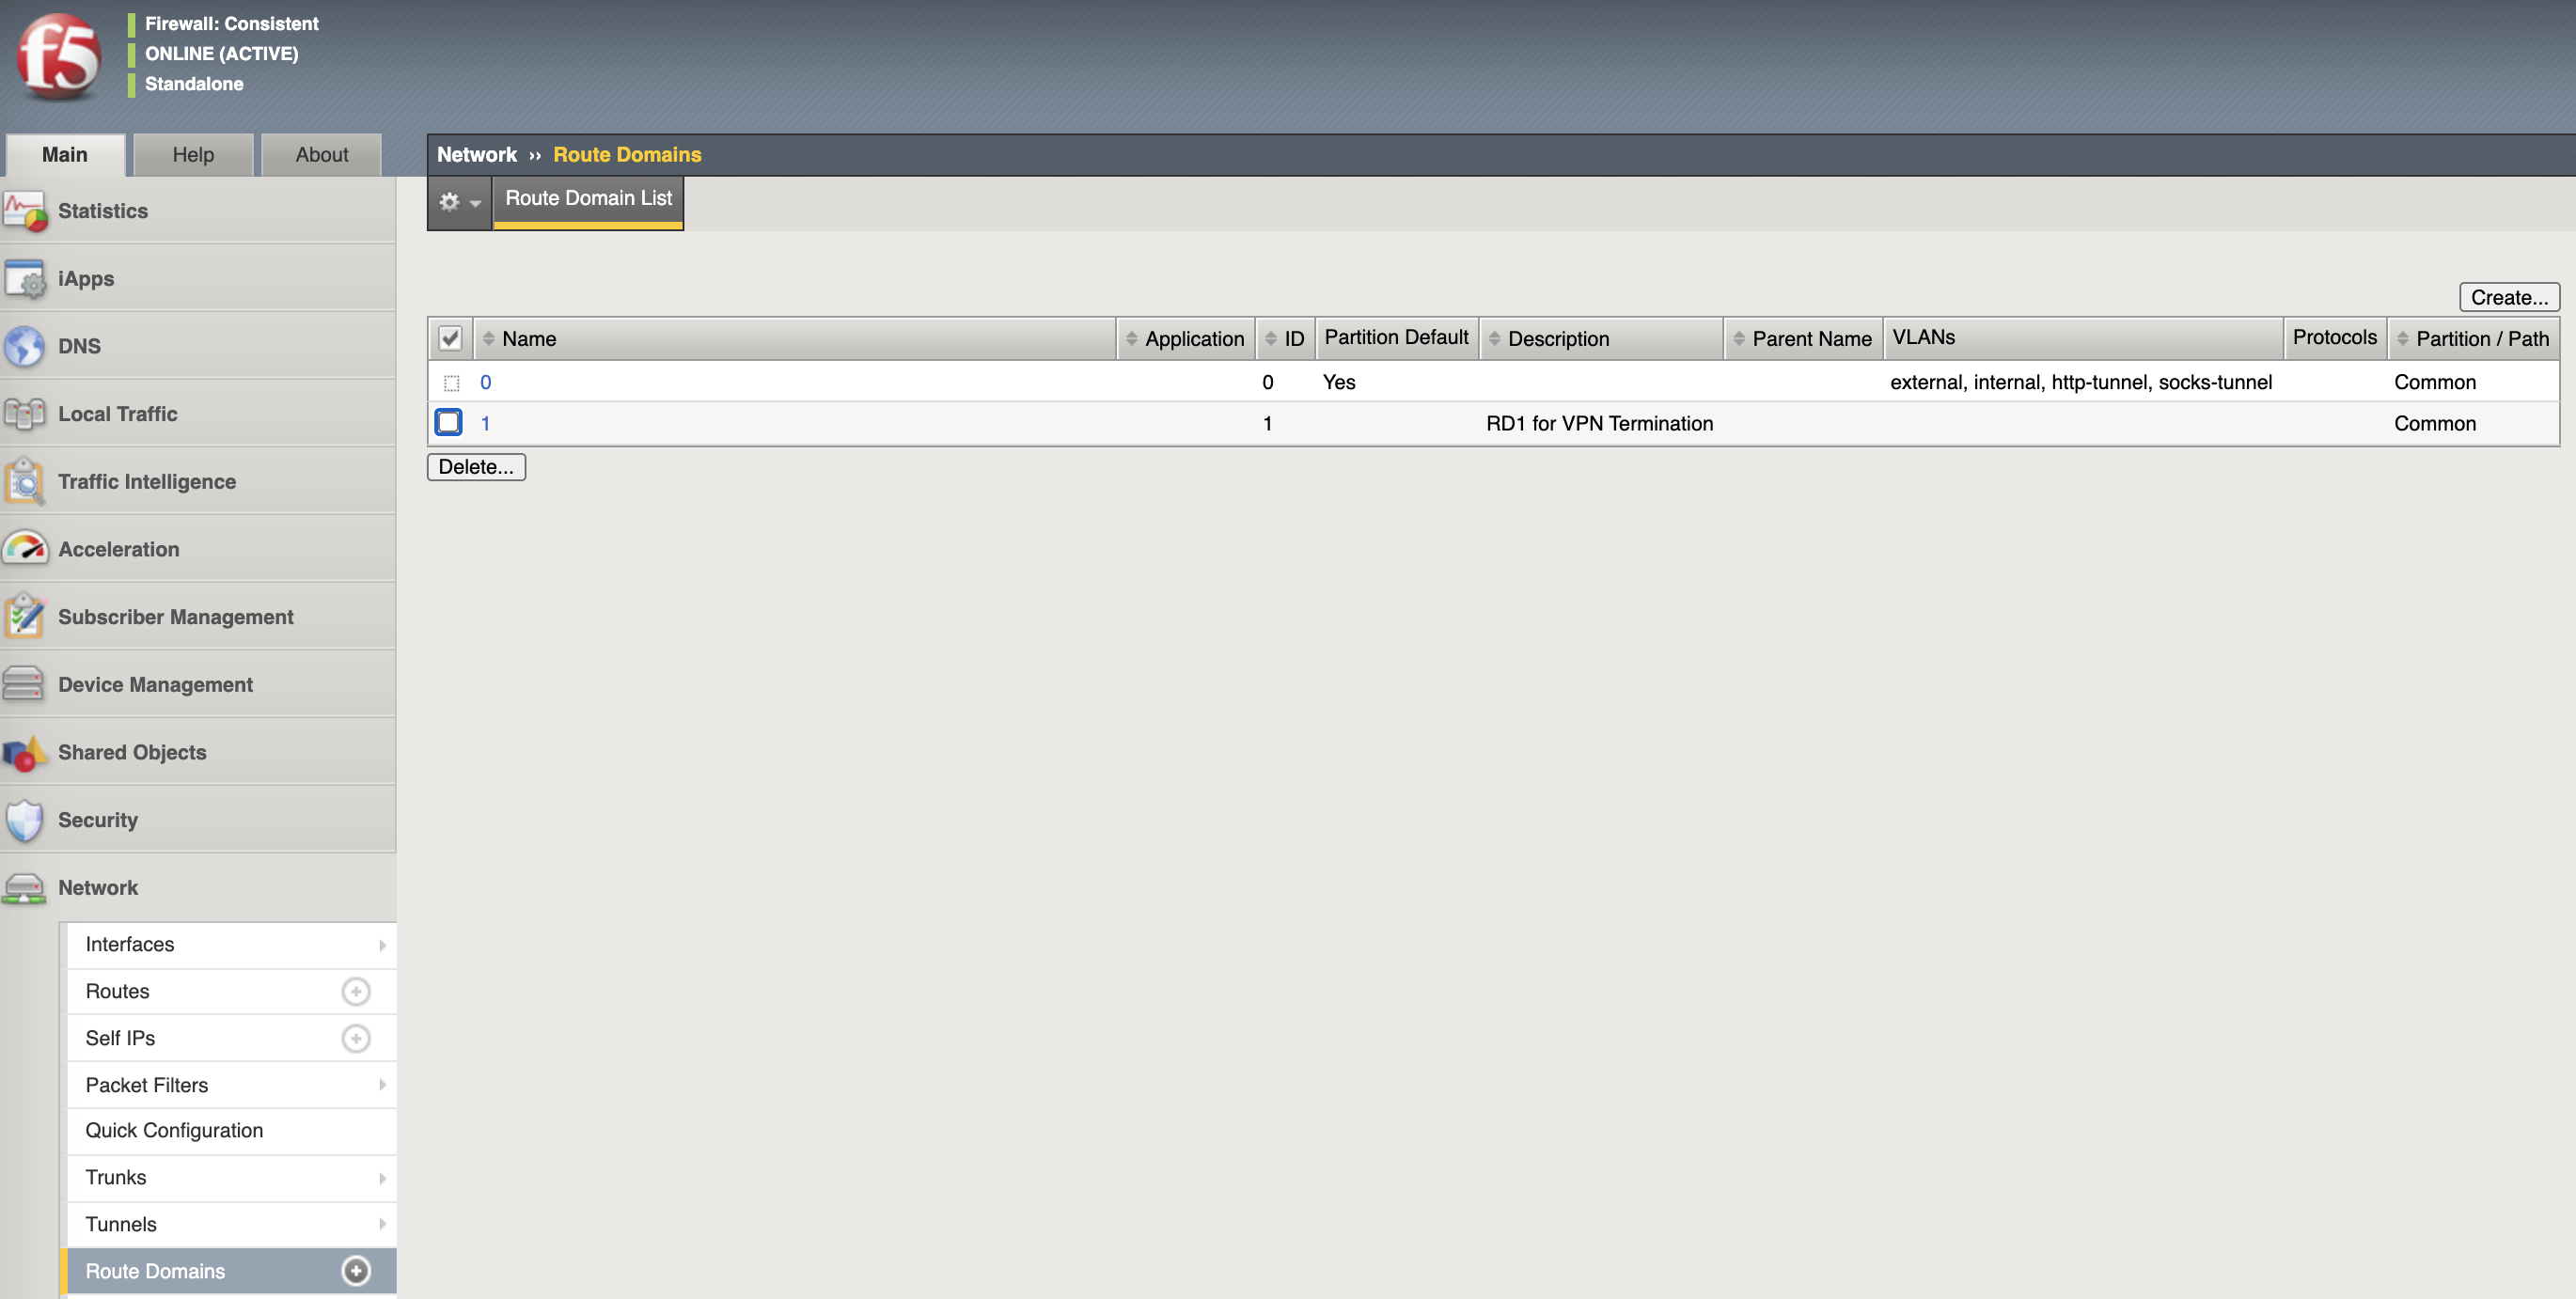 f5
Firewall: Consistent
ONLINE (ACTIVE)
Standalone
Main
Help
About
Network ›› Route Domains
Route Domain List
Statistics
iApps
DNS
Local Traffic
Traffic Intelligence
Acceleration
Subscriber Management
Device Management
Shared Objects
Security
Network
Interfaces
Routes
Self IPs
Packet Filters
Quick Configuration
Trunks
Tunnels
Route Domains
Create...
Name Application ID Partition Default Description Parent Name VLANs Protocols Partition / Path
0 0 Yes external, internal, http-tunnel, socks-tunnel Common
1 1 RD1 for VPN Termination Common
Delete...